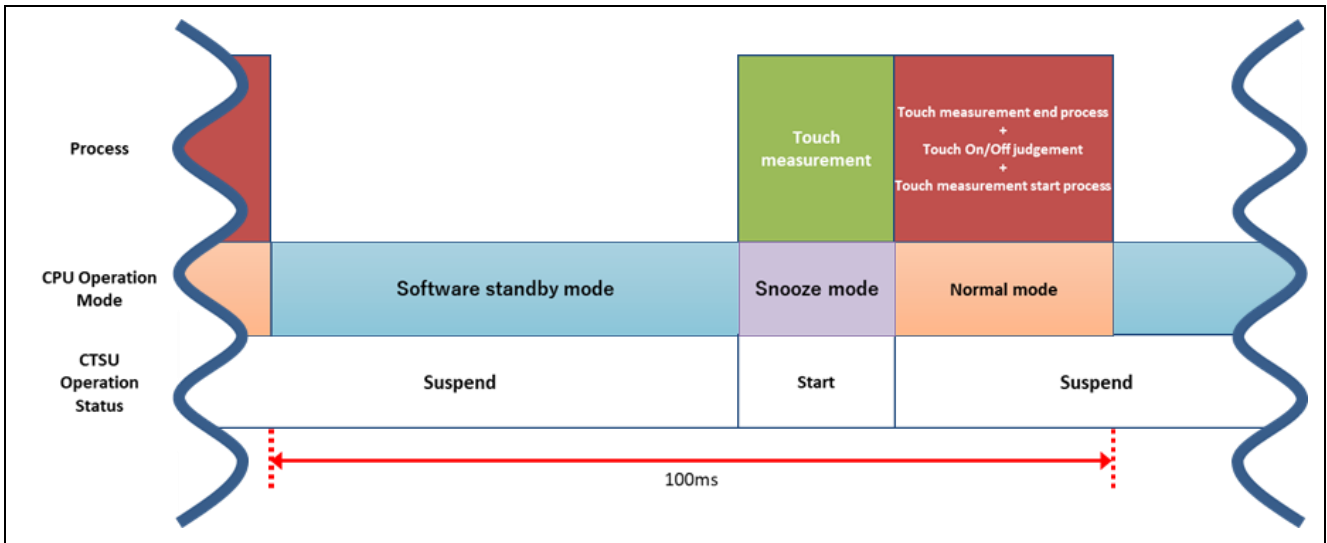 Process
Touch
measurement
Touch measurement end process
+
Touch On/Off judgement
+
Touch measurement start process
CPU Operation
Mode
Software standby mode
Snooze mode
Normal mode
CTSU
Operation
Status
Suspend
Start
Suspend
100ms